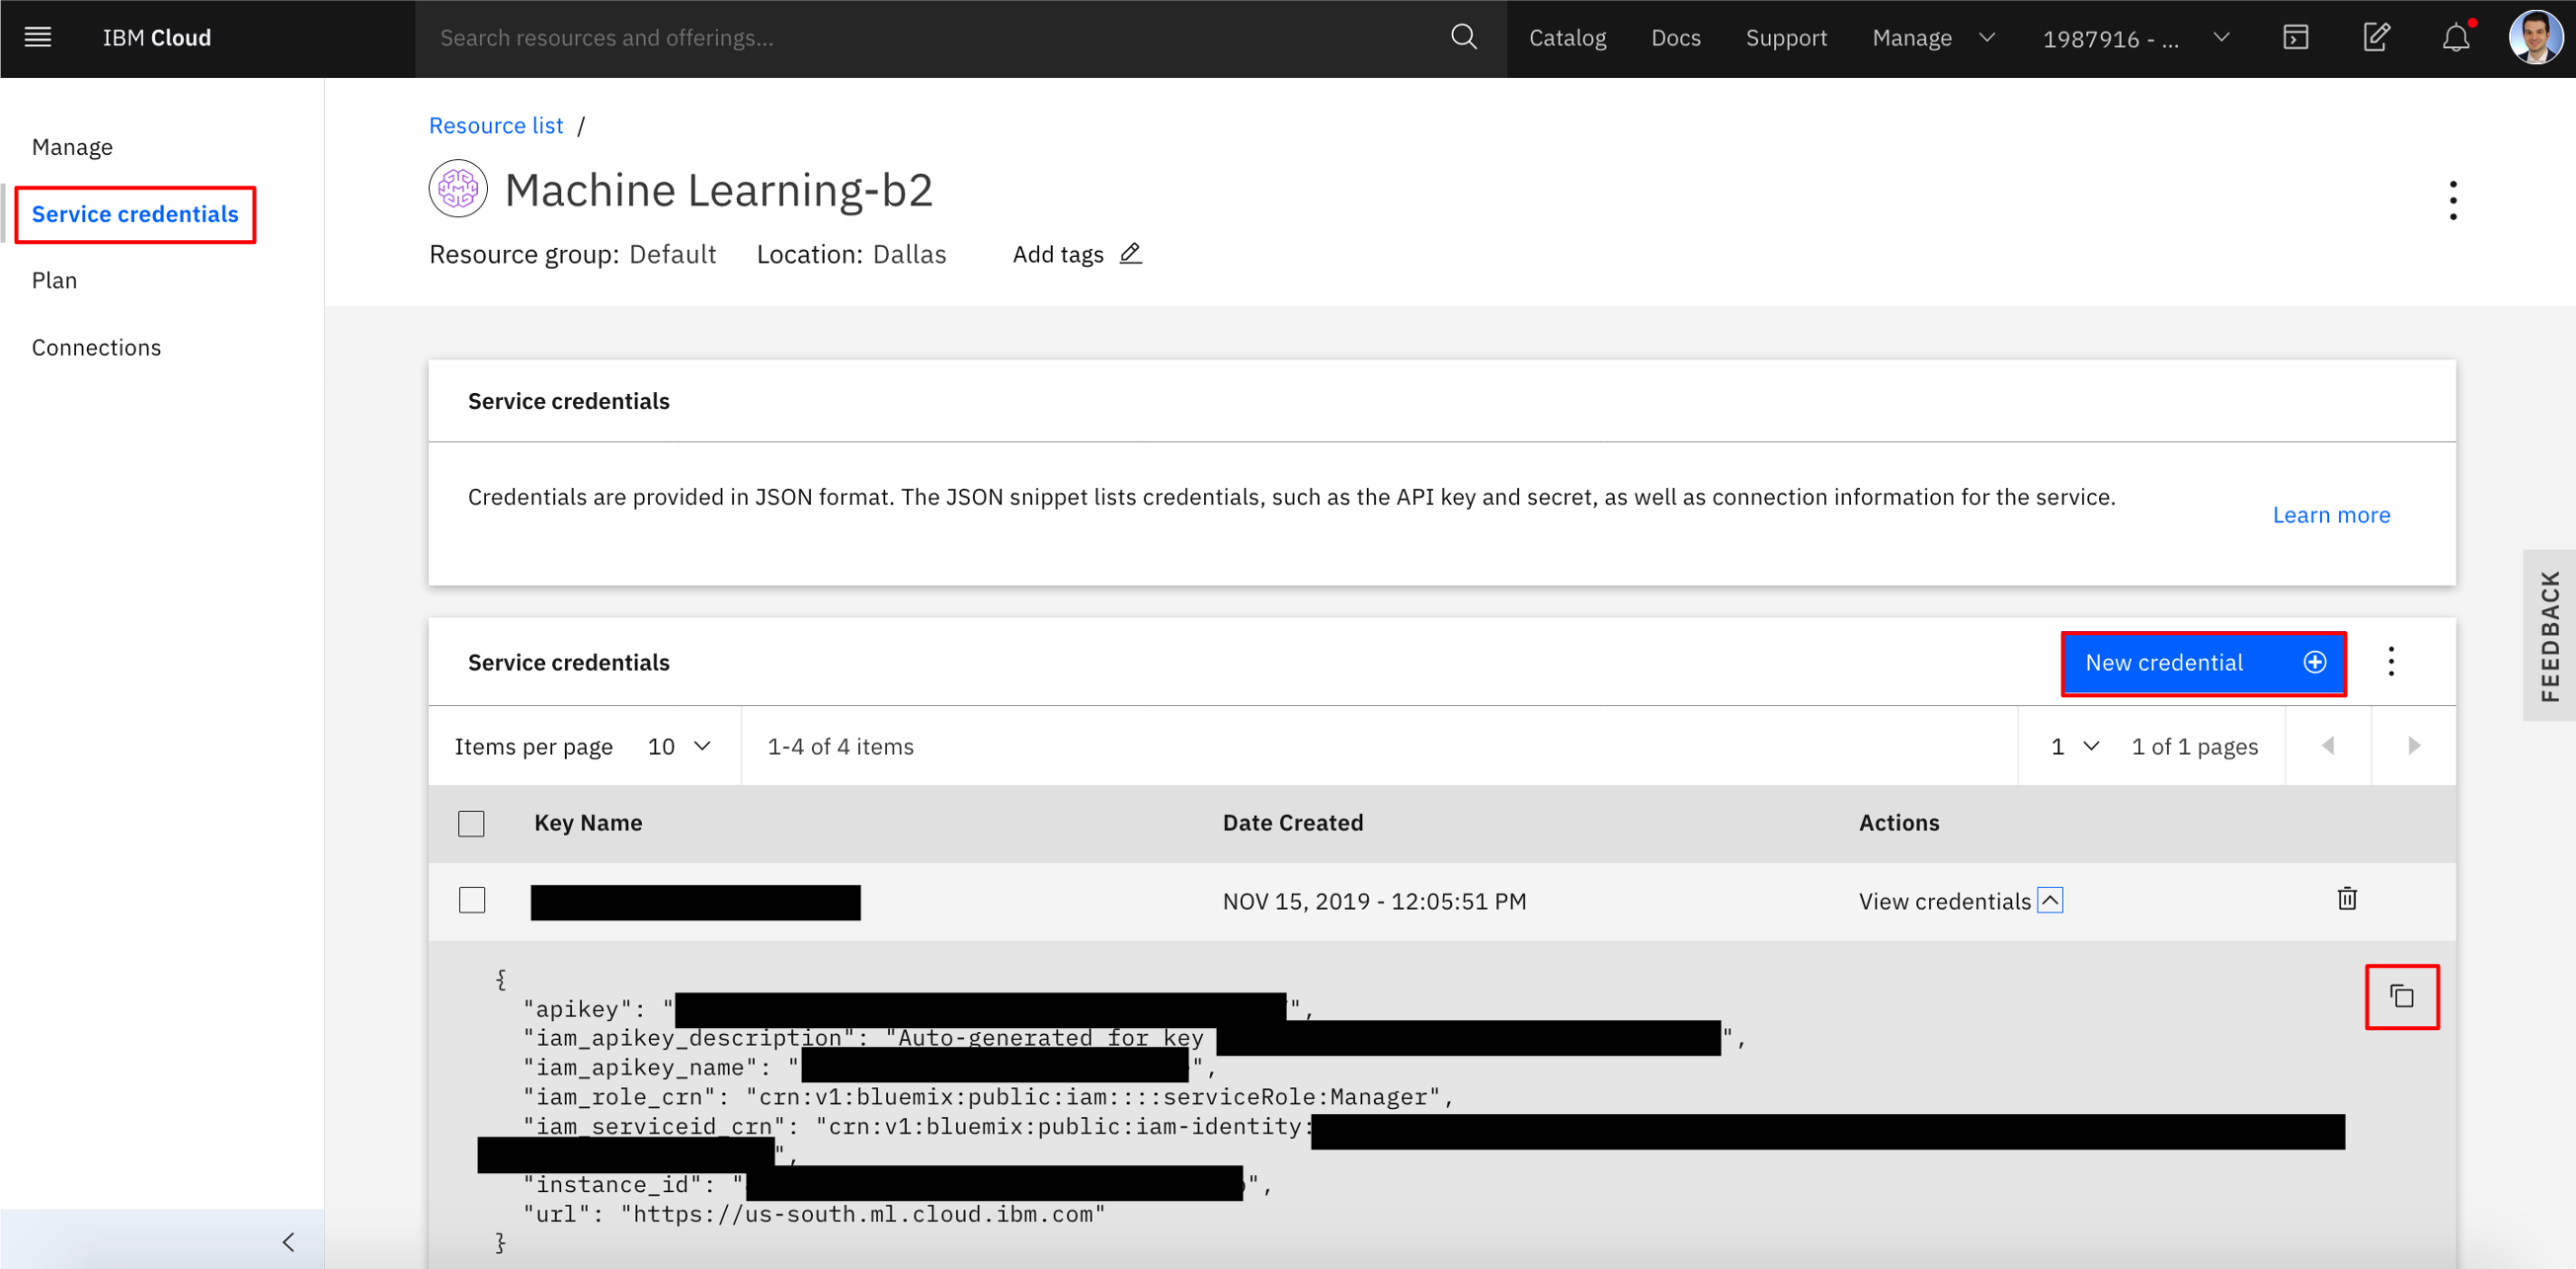 IBM Cloud
Search resources and offerings...
Catalog
Docs
Support
Manage
1987916 - ...
Manage
Service credentials
Plan
Connections
Resource list /
Machine Learning-b2
Resource group: Default Location: Dallas Add tags
Service credentials
Credentials are provided in JSON format. The JSON snippet lists credentials, such as the API key and secret, as well as connection information for the service.
Learn more
FEEDBACK
Service credentials
New credential
Items per page 10 1-4 of 4 items 1 1 of 1 pages
Key Name Date Created Actions
NOV 15, 2019 - 12:05:51 PM View credentials
{
"apikey": "",
"iam_apikey_description": "Auto-generated for key ",
"iam_apikey_name": "",
"iam_role_crn": "crn:v1:bluemix:public:iam::::serviceRole:Manager",
"iam_serviceid_crn": "crn:v1:bluemix:public:iam-identity:
",
"instance_id": "",
"url": "https://us-south.ml.cloud.ibm.com"
}